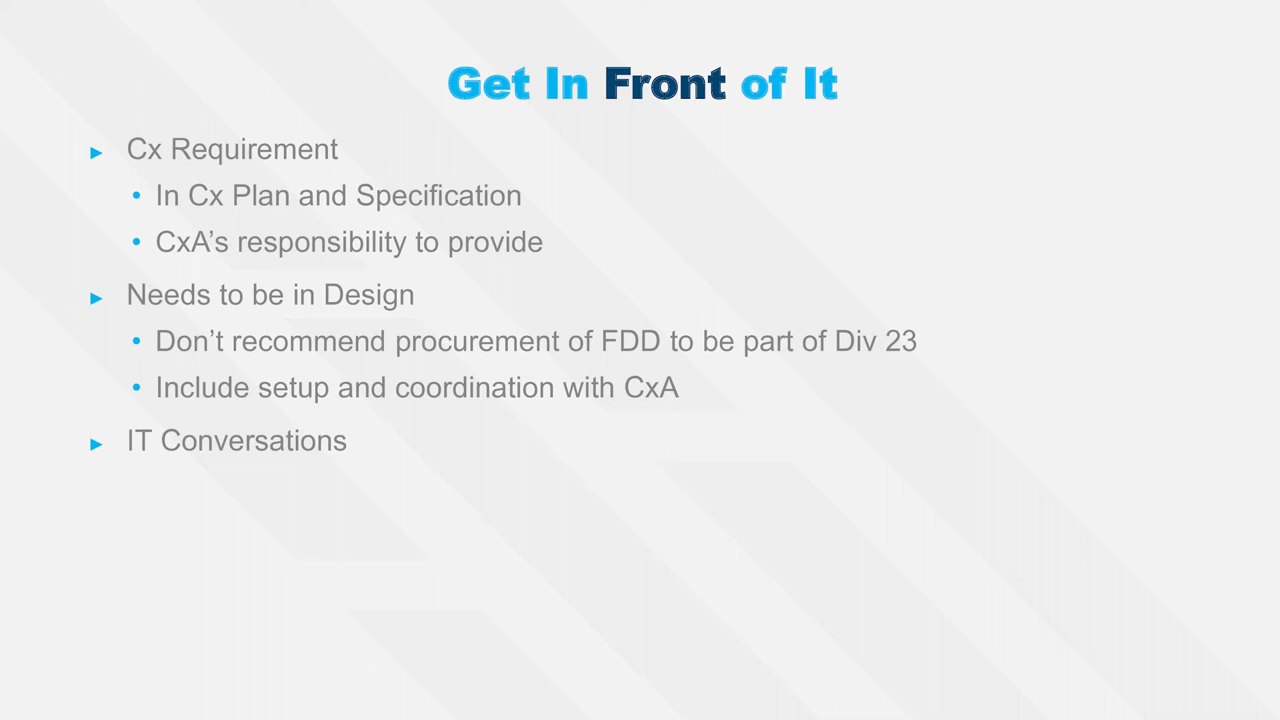 Get In Front of It
► Cx Requirement
• In Cx Plan and Specification
• CxA’s responsibility to provide
► Needs to be in Design
• Don’t recommend procurement of FDD to be part of Div 23
• Include setup and coordination with CxA
► IT Conversations